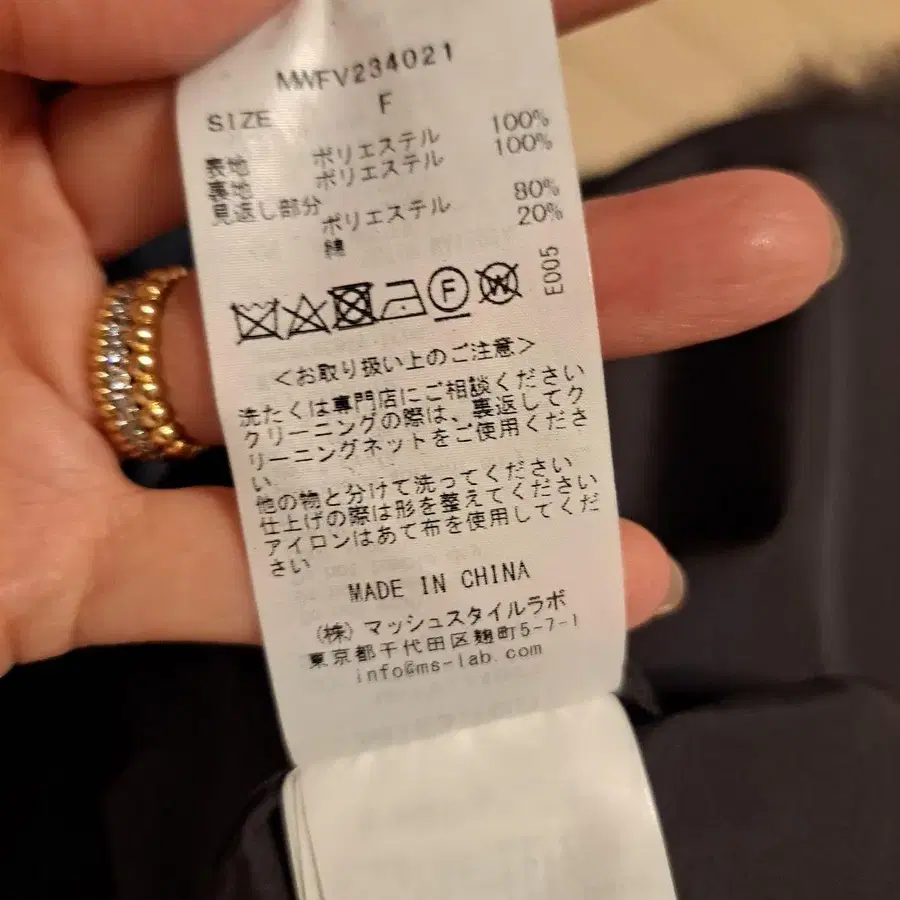 MWFV234021
SIZE F
表地 ポリエステル 100%
裏地 ポリエステル 100%
見返し部分
ポリエステル 80%
綿 20%
F W E005
<お取り扱い上のご注意>
洗たくは専門店にご相談ください
クリーニングの際は、裏返してク
リーニングネットをご使用くださ
い
他の物と分けて洗ってください
仕上げの際は形を整えてください
アイロンはあて布を使用してくだ
さい
MADE IN CHINA
(株)マッシュスタイルラボ
東京都千代田区麹町5-7-1
info@ms-lab.com